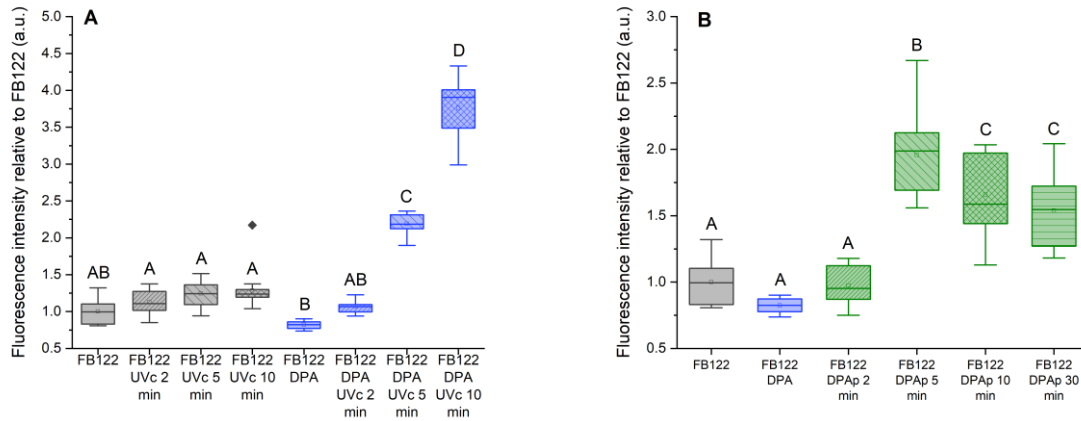 A
Fluorescence intensity relative to FB122 (a.u.)
5.0
4.5
4.0
3.5
3.0
2.5
2.0
1.5
1.0
0.5
AB
A
A
A
B
AB
C
D
FB122
FB122
UVc 2
min
FB122
UVc 5
min
FB122
UVc 10
min
FB122
DPA
FB122
DPA
UVc 2
min
FB122
DPA
UVc 5
min
FB122
DPA
UVc 10
min
B
Fluorescence intensity relative to FB122 (a.u.)
3.0
2.5
2.0
1.5
1.0
0.5
A
A
A
B
C
C
FB122
FB122
DPA
FB122
DPAp 2
min
FB122
DPAp 5
min
FB122
DPAp 10
min
FB122
DPAp 30
min